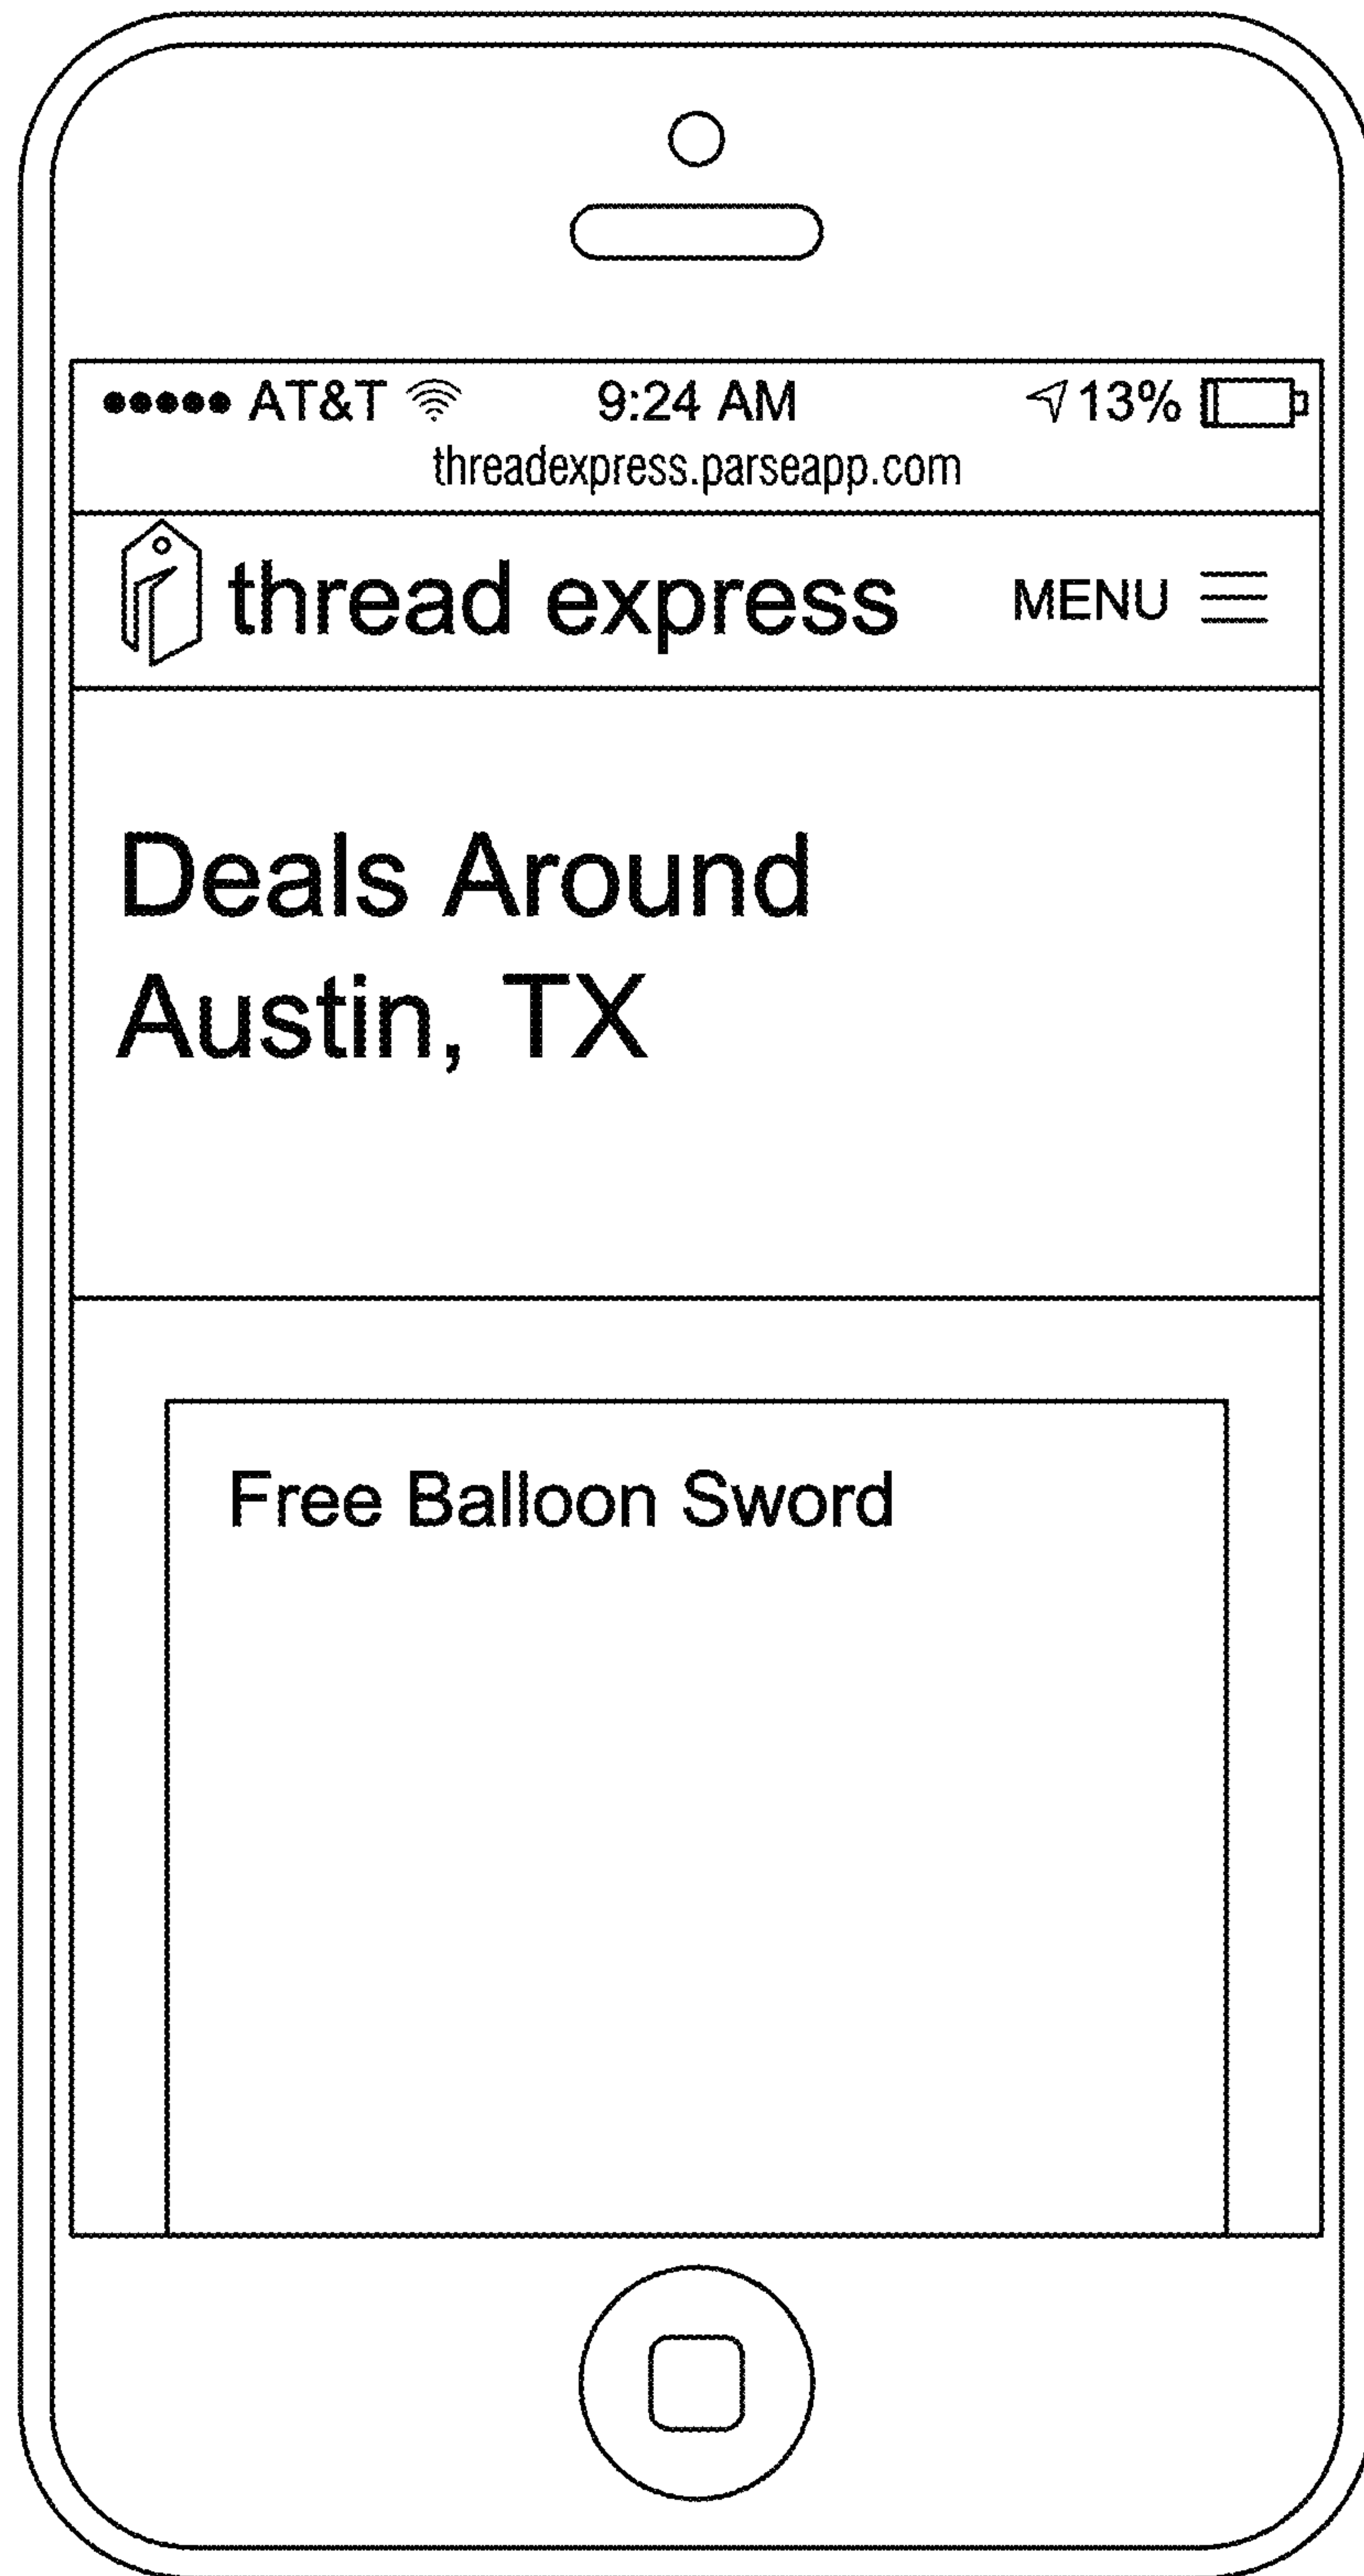 AT&T 9:24 AM 13%
threadexpress.parseapp.com
thread express MENU
Deals Around
Austin, TX
Free Balloon Sword